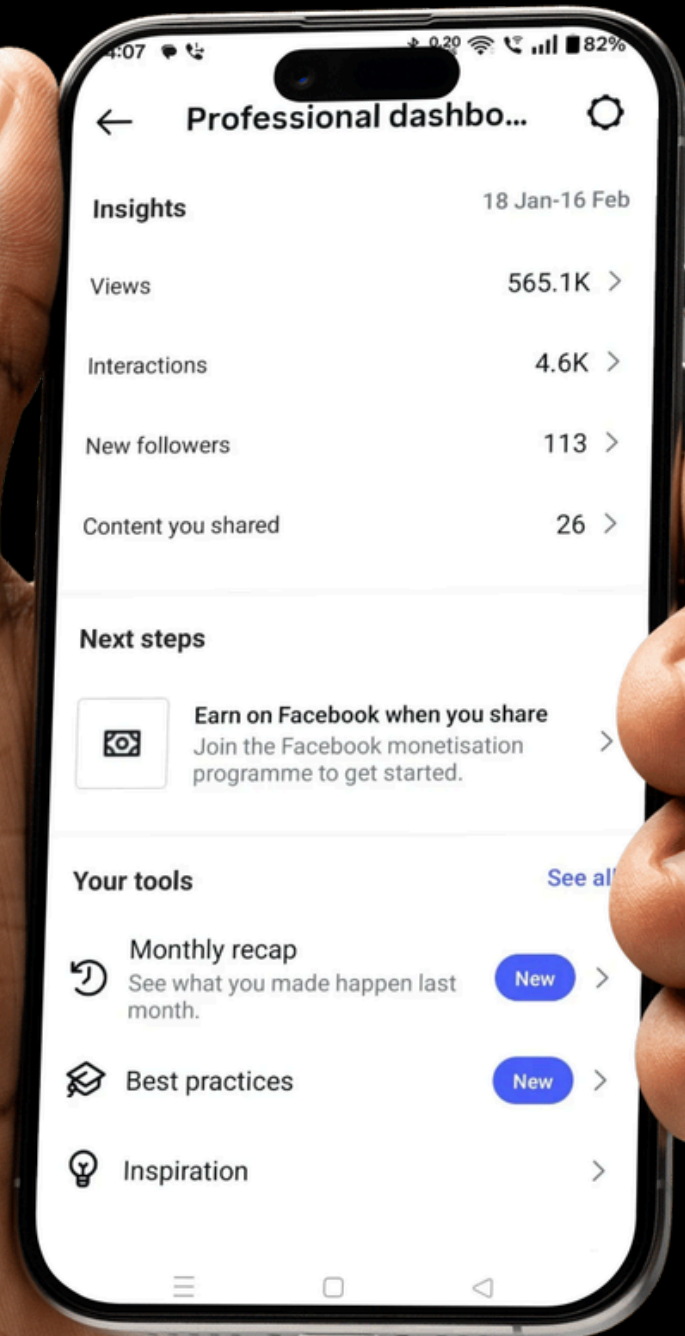 4:07 0.20 82%
Professional dashbo...
Insights 18 Jan-16 Feb
Views 565.1K
Interactions 4.6K
New followers 113
Content you shared 26
Next steps
Earn on Facebook when you share
Join the Facebook monetisation
programme to get started.
Your tools See all
Monthly recap
See what you made happen last
month.
New
Best practices New
Inspiration